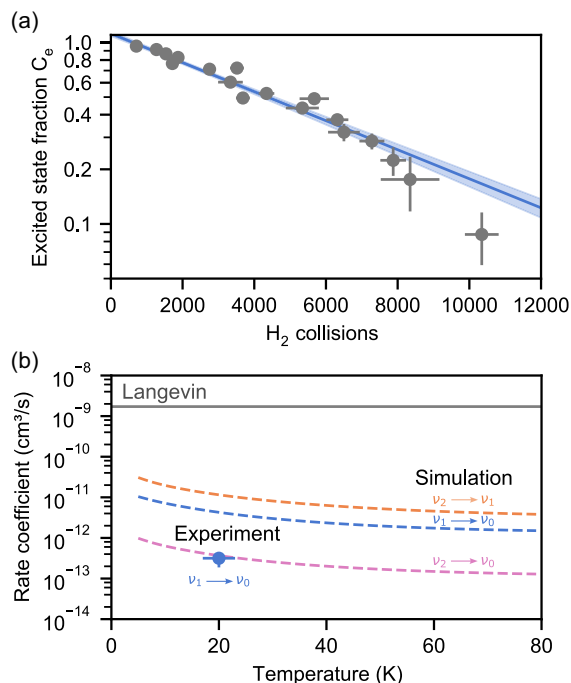 (a)
1.0
0.8
0.6
0.4
0.2
0.1
Excited state fraction C_e
0 2000 4000 6000 8000 10000 12000
H₂ collisions
(b)
10⁻⁸
10⁻⁹
10⁻¹⁰
10⁻¹¹
10⁻¹²
10⁻¹³
10⁻¹⁴
Rate coefficient (cm³/s)
Langevin
Simulation
ν₂ → ν₁
ν₁ → ν₀
Experiment
ν₂ → ν₀
ν₁ → ν₀
0 20 40 60 80
Temperature (K)